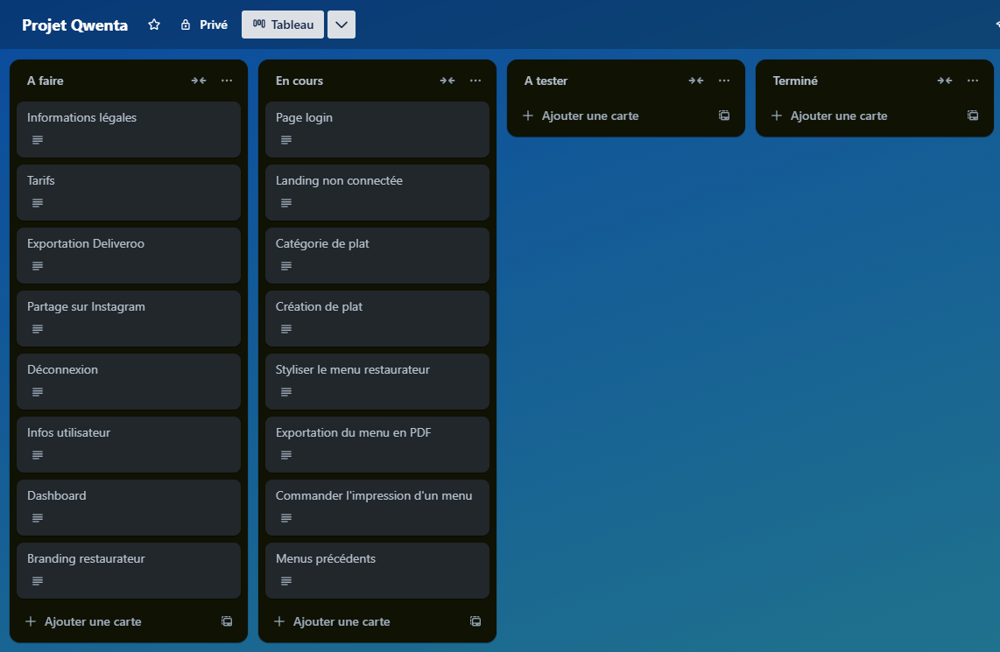 Projet Qwenta
Privé
Tableau
A faire
Informations légales
Tarifs
Exportation Deliveroo
Partage sur Instagram
Déconnexion
Infos utilisateur
Dashboard
Branding restaurateur
Ajouter une carte
En cours
Page login
Landing non connectée
Catégorie de plat
Création de plat
Styliser le menu restaurateur
Exportation du menu en PDF
Commander l'impression d'un menu
Menus précédents
Ajouter une carte
A tester
Ajouter une carte
Terminé
Ajouter une carte